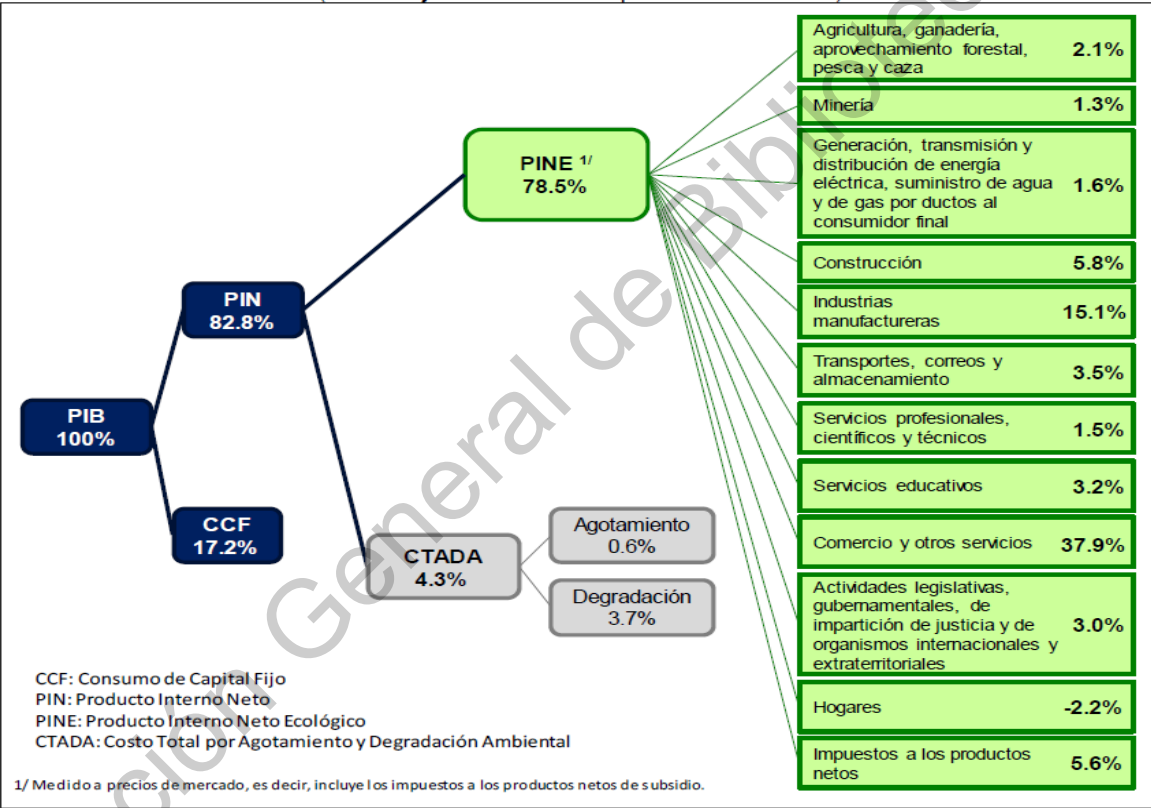 Agricultura, ganadería,
aprovechamiento forestal,
pesca y caza
2.1%
Minería
1.3%
PINE 1/
78.5%
Generación, transmisión y
distribución de energía
eléctrica, suministro de agua
y de gas por ductos al
consumidor final
1.6%
Construcción
5.8%
PIN
82.8%
Industrias
manufactureras
15.1%
Transportes, correos y
almacenamiento
3.5%
PIB
100%
Servicios profesionales,
científicos y técnicos
1.5%
Servicios educativos
3.2%
CCF
17.2%
CTADA
4.3%
Agotamiento
0.6%
Degradación
3.7%
Comercio y otros servicios
37.9%
Actividades legislativas,
gubernamentales, de
impartición de justicia y de
organismos internacionales y
extraterritoriales
3.0%
Hogares
-2.2%
Impuestos a los productos
netos
5.6%
CCF: Consumo de Capital Fijo
PIN: Producto Interno Neto
PINE: Producto Interno Neto Ecológico
CTADA: Costo Total por Agotamiento y Degradación Ambiental
1/ Medido a precios de mercado, es decir, incluye los impuestos a los productos netos de subsidio.
General de